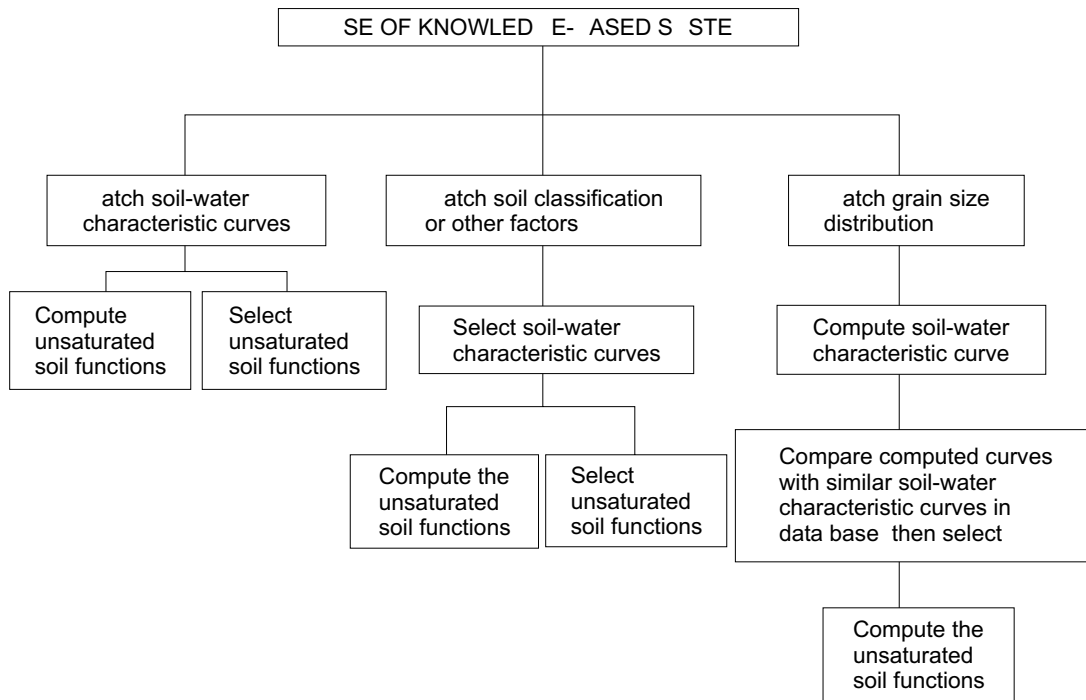 SE OF KNOWLED E- ASED S STE
atch soil-water
characteristic curves
atch soil classification
or other factors
atch grain size
distribution
Compute
unsaturated
soil functions
Select
unsaturated
soil functions
Select soil-water
characteristic curves
Compute soil-water
characteristic curve
Compute the
unsaturated
soil functions
Select
unsaturated
soil functions
Compare computed curves
with similar soil-water
characteristic curves in
data base then select
Compute the
unsaturated
soil functions